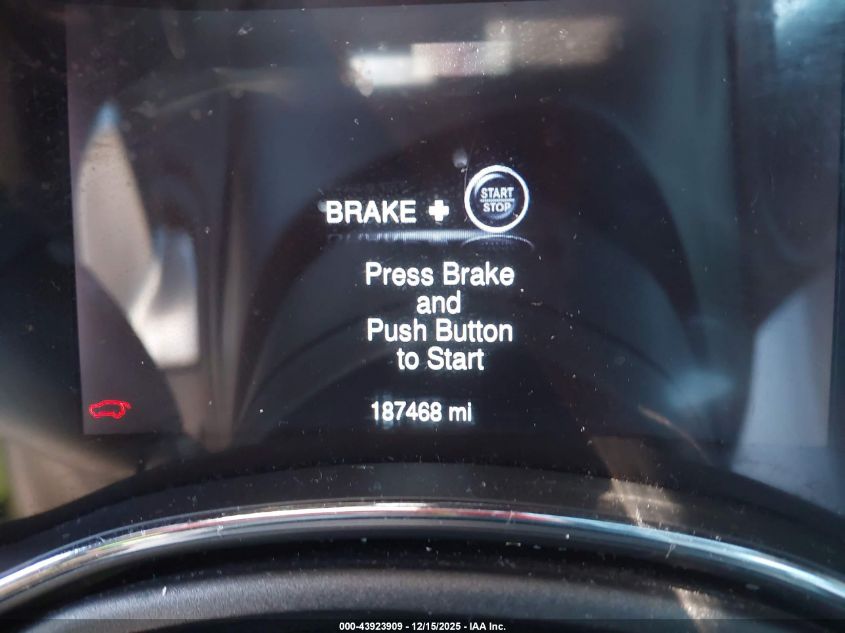 BRAKE + START
STOP
Press Brake
and
Push Button
to Start
187468 mi
000-43923909 - 12/15/2025 - IAA Inc.